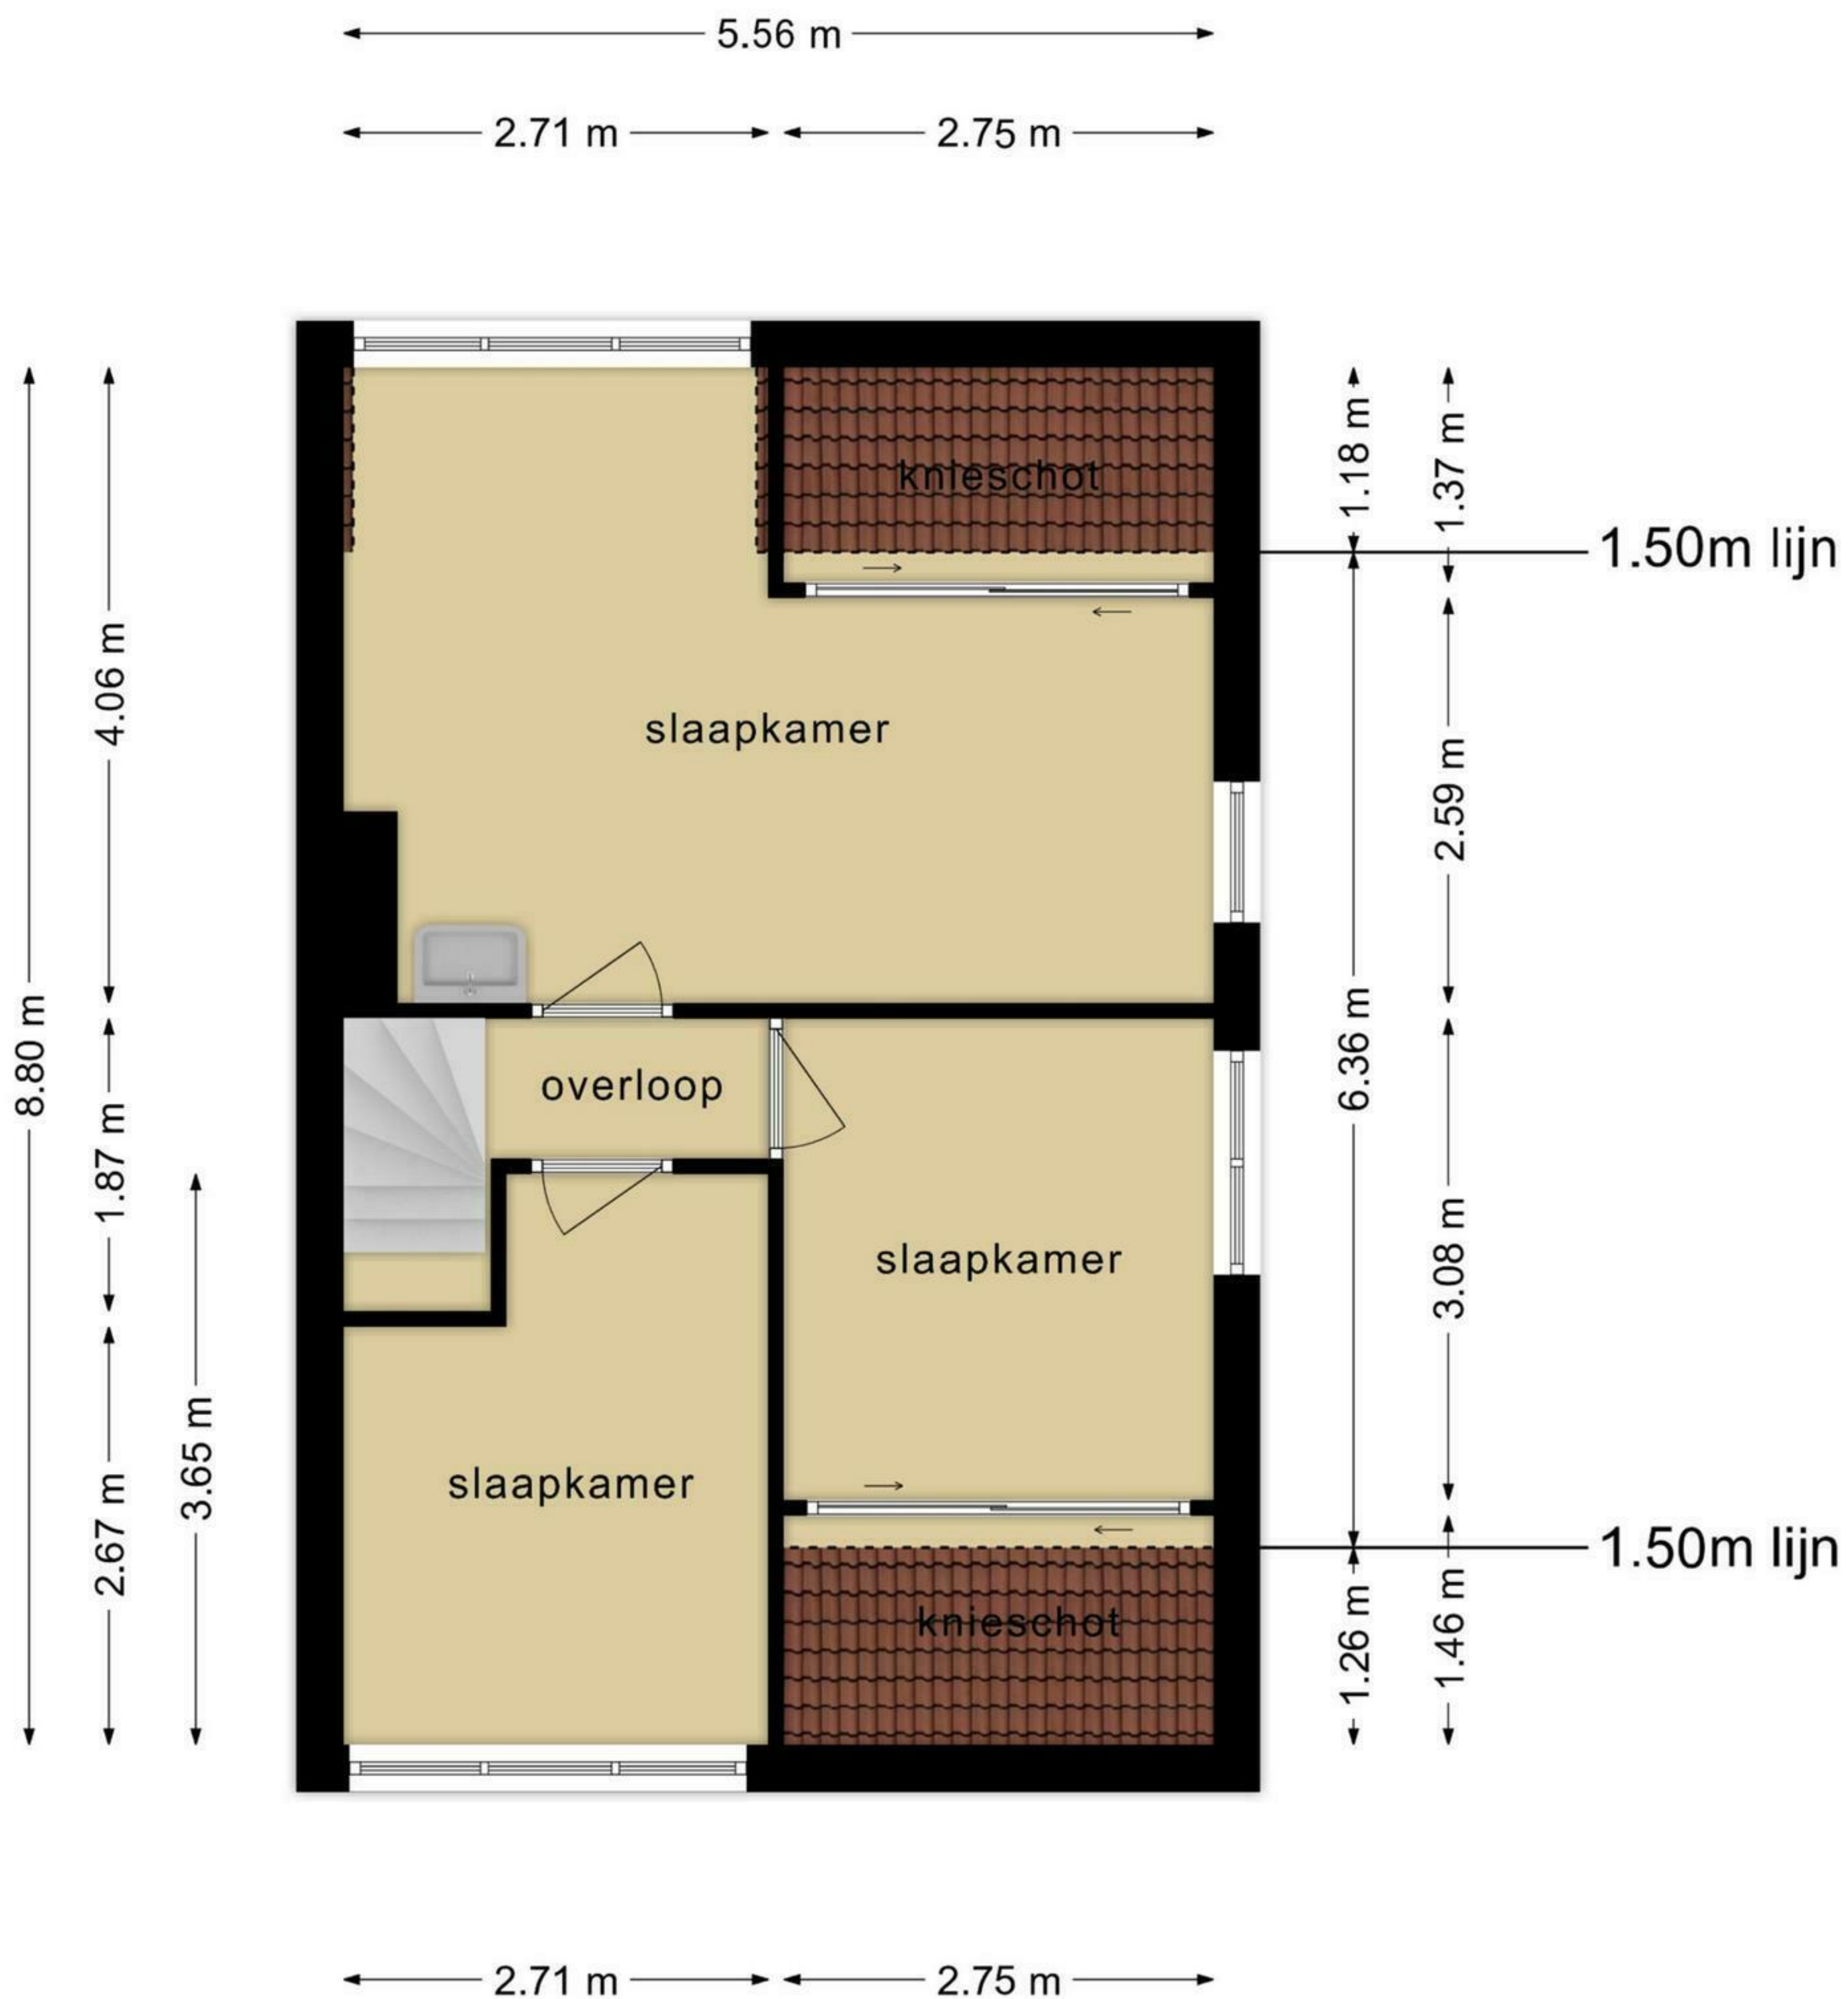 5.56 m
2.71 m
2.75 m
knieschot
1.18 m
1.37 m
1.50m lijn
4.06 m
slaapkamer
2.59 m
8.80 m
6.36 m
overloop
1.87 m
slaapkamer
3.08 m
3.65 m
slaapkamer
2.67 m
1.50m lijn
knieschot
1.26 m
1.46 m
2.71 m
2.75 m